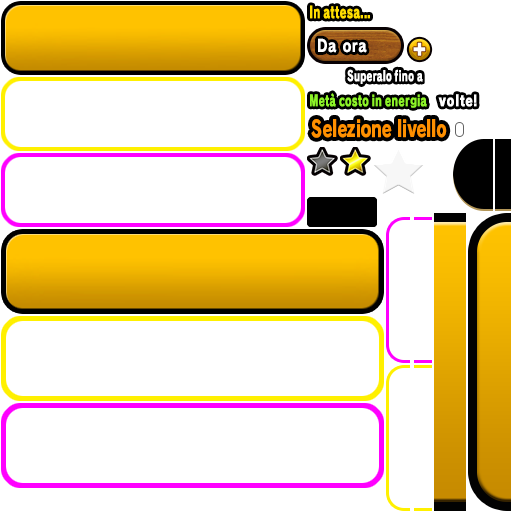 In attesa...
Da ora
Superalo fino a
Metà costo in energia volte!
Selezione livello